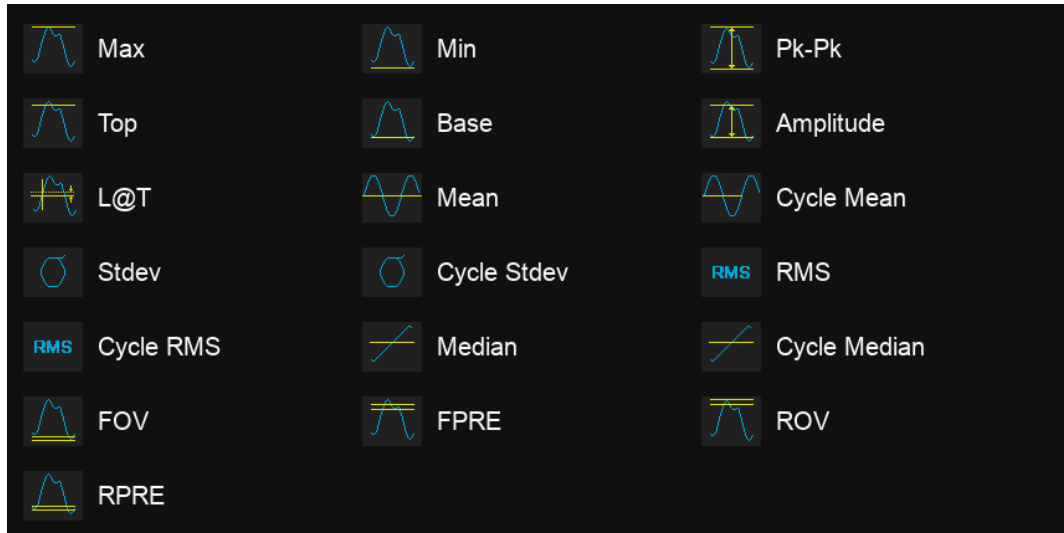 Max Min Pk-Pk
Top Base Amplitude
L@T Mean Cycle Mean
Stdev Cycle Stdev RMS RMS
RMS Cycle RMS Median Cycle Median
FOV FPRE ROV
RPRE